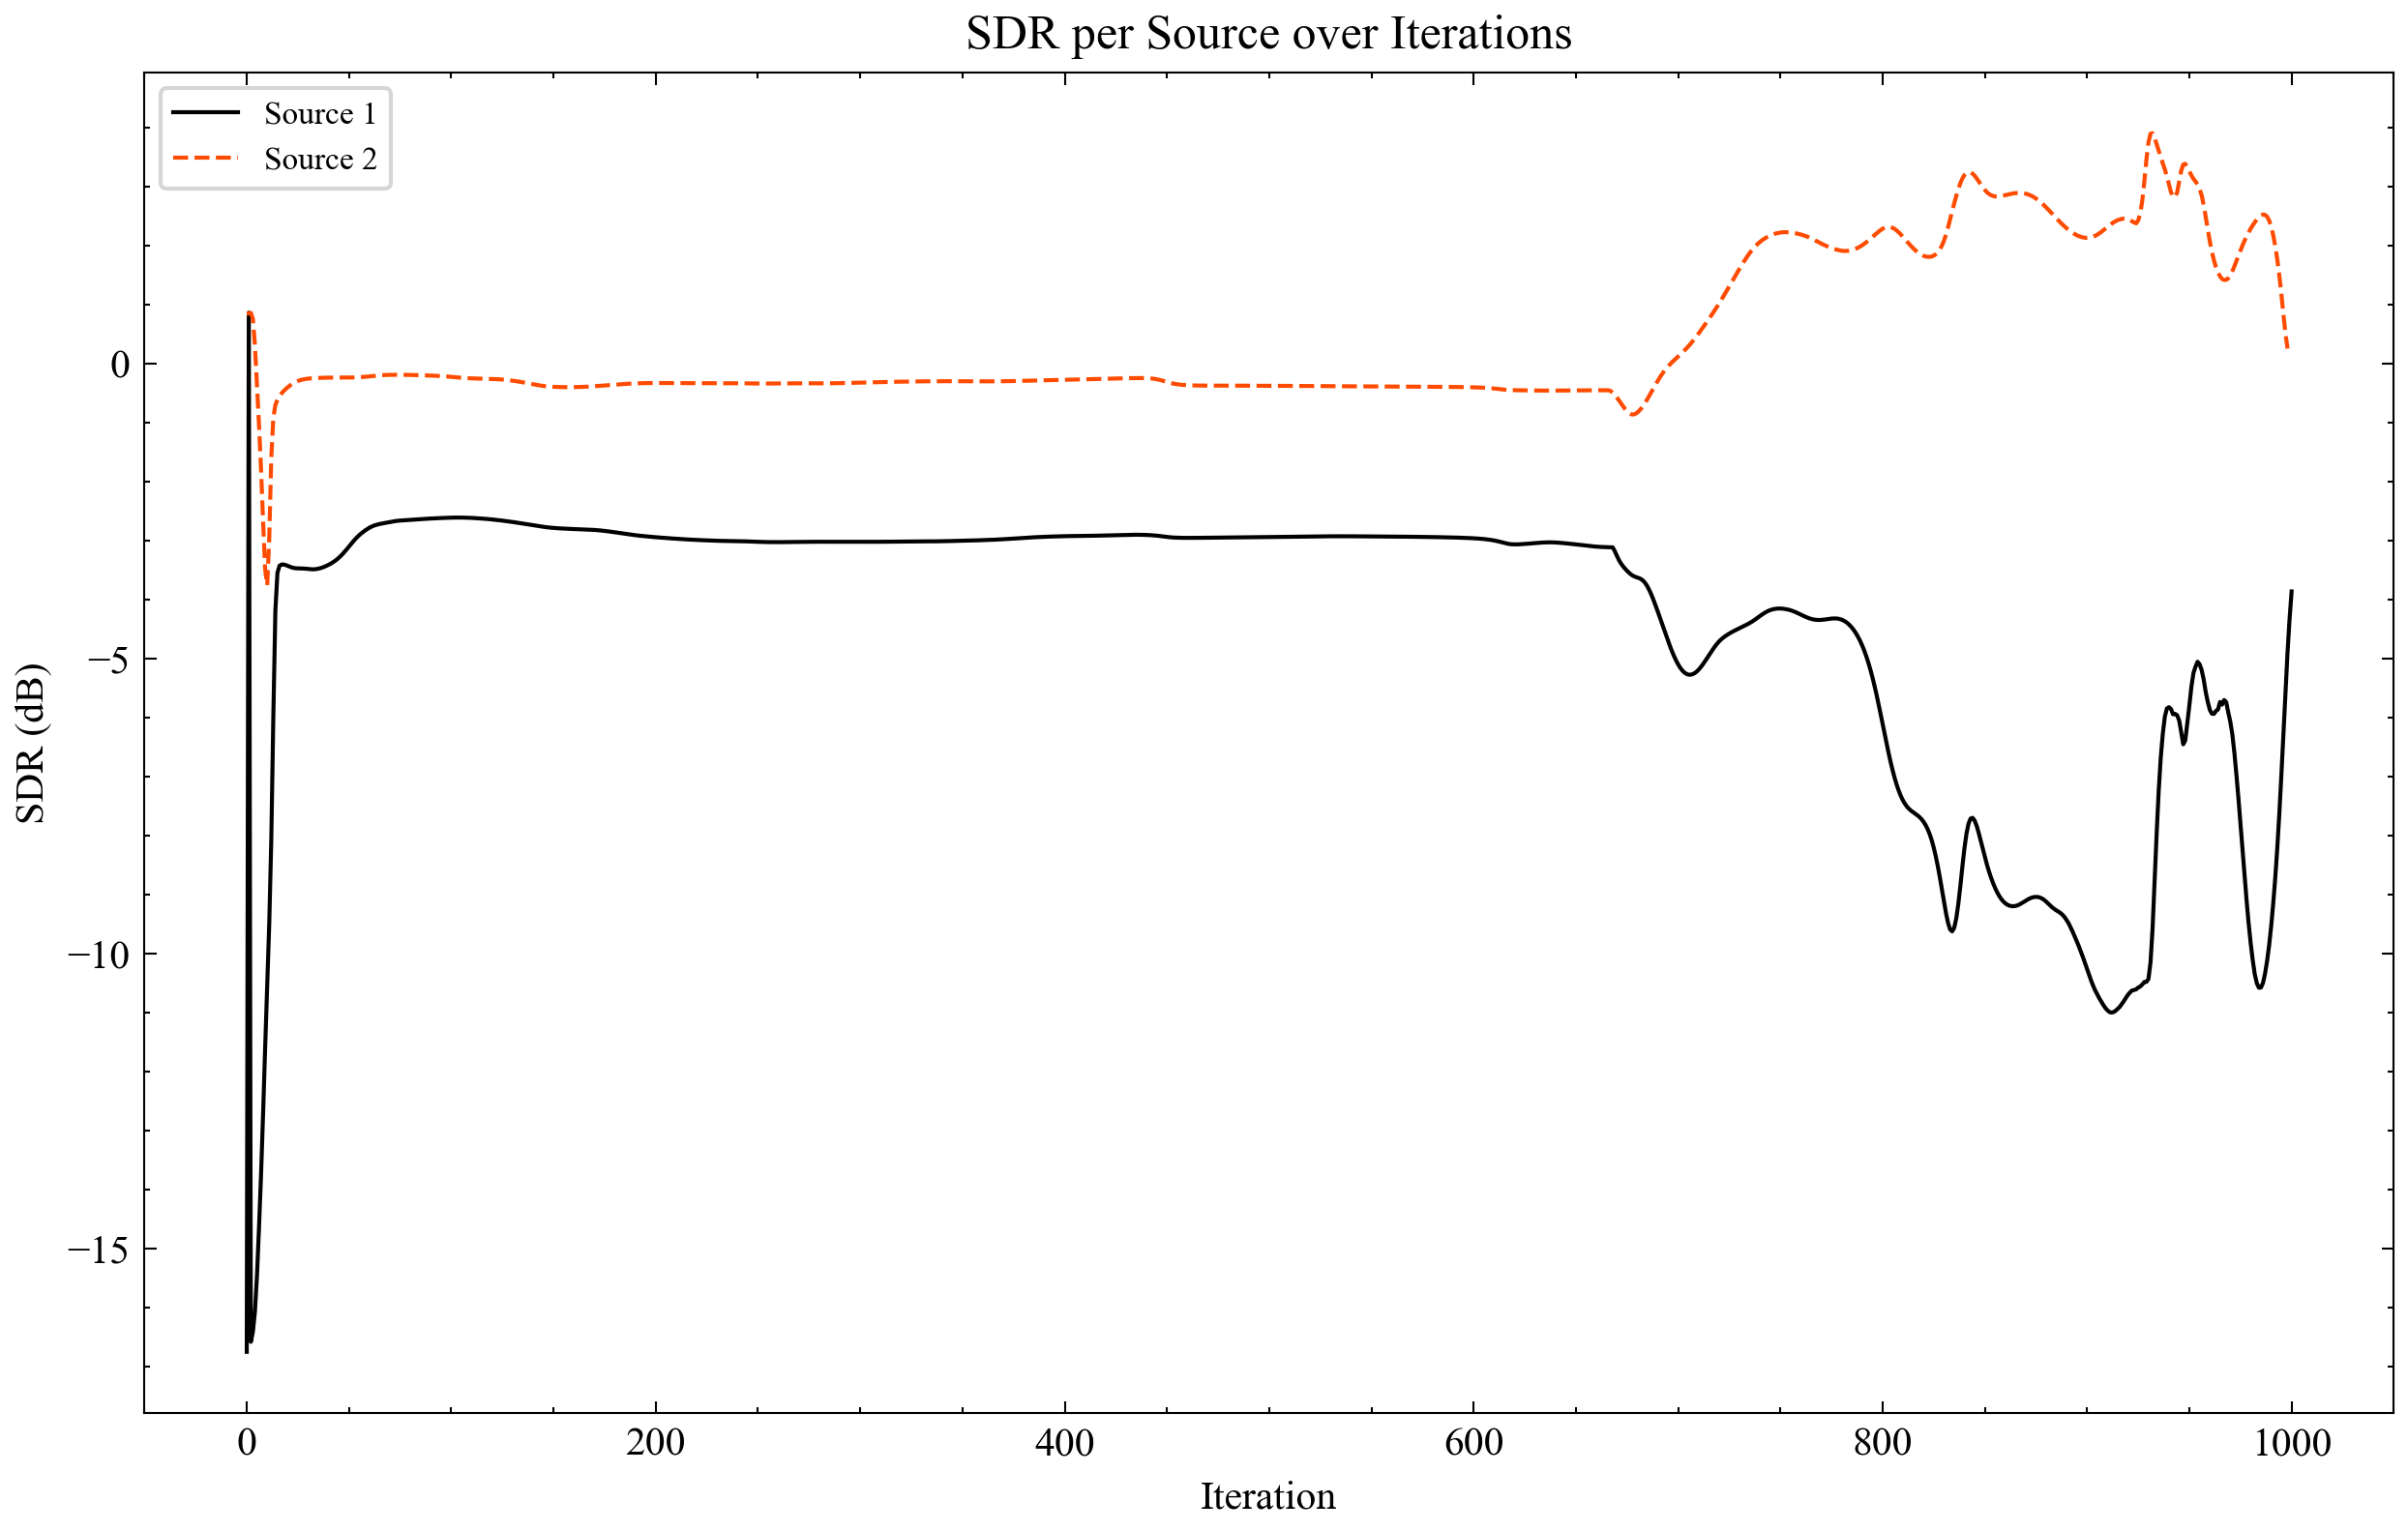 SDR per Source over Iterations
Source 1
Source 2
SDR (dB)
0
−5
−10
−15
0
200
400
600
800
1000
Iteration